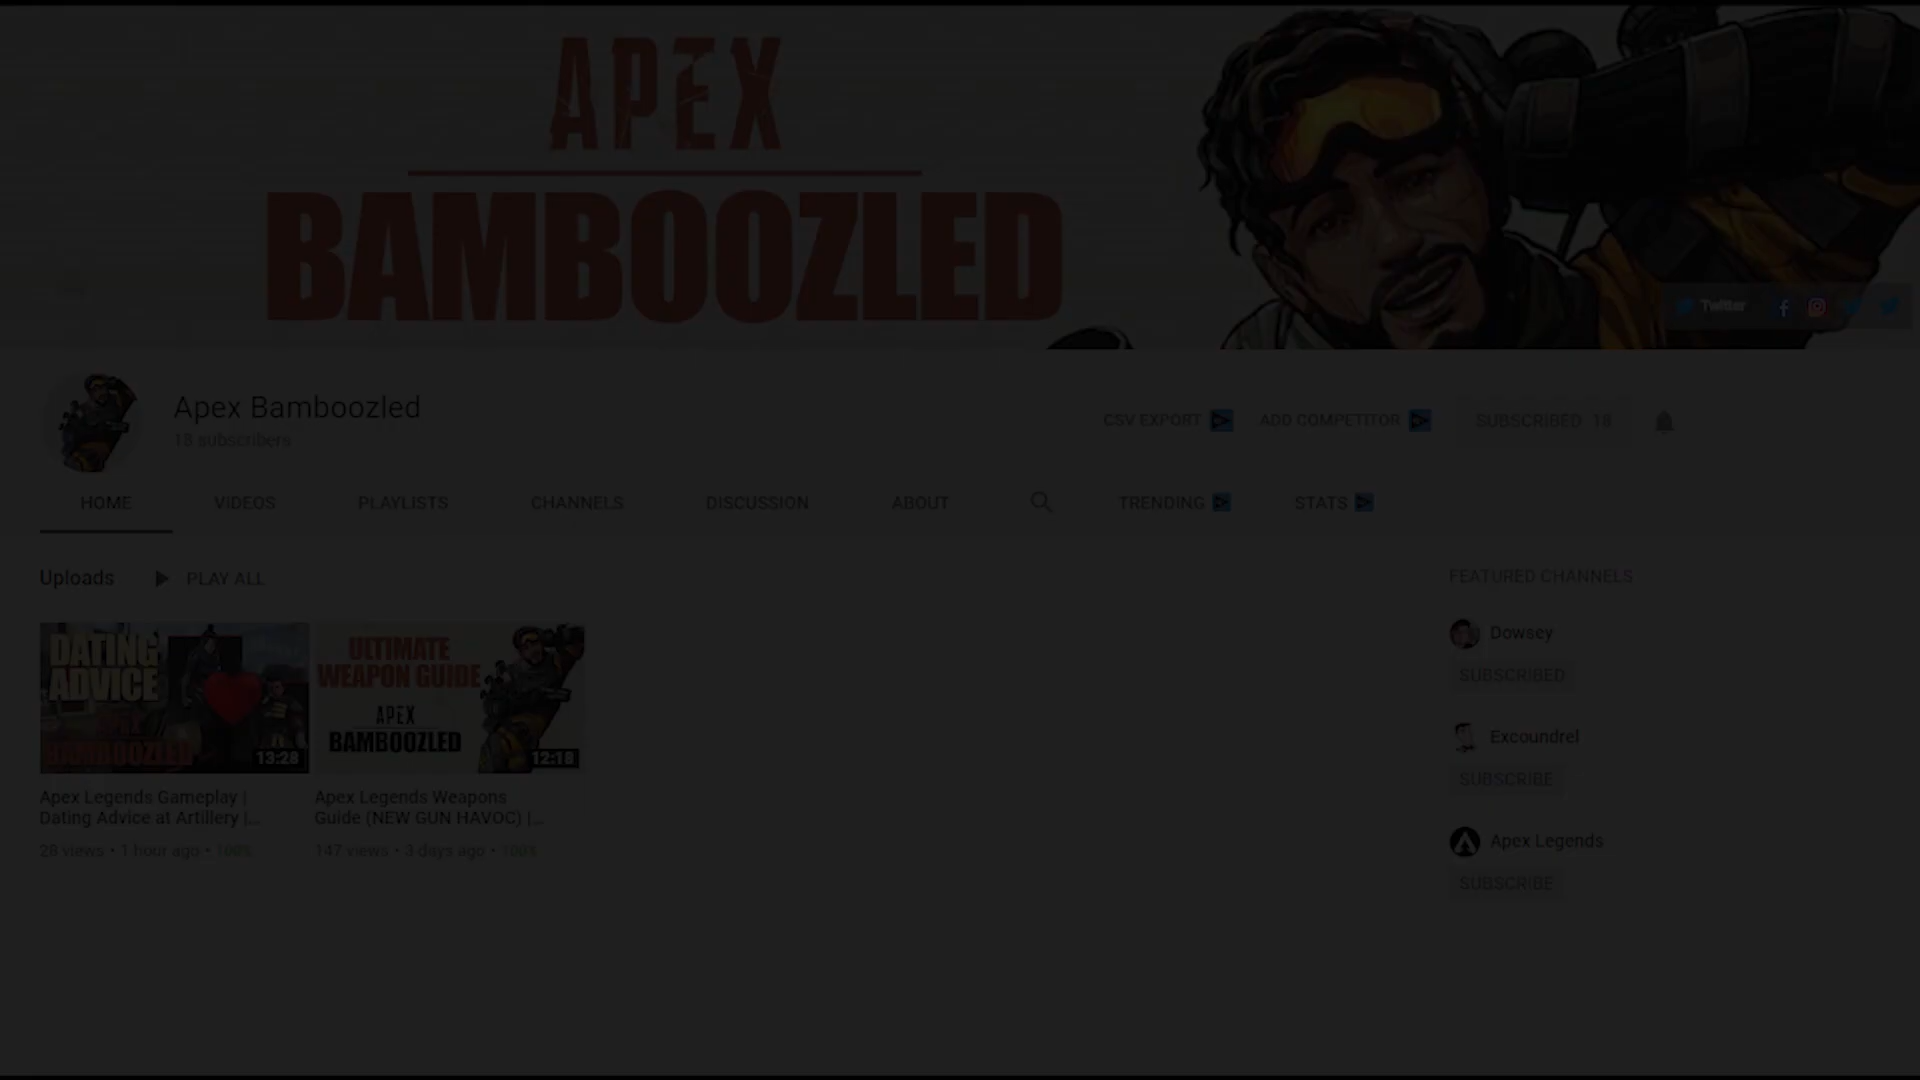 APEX
BAMBOOZLED
Twitter
Apex Bamboozled
18 subscribers
CSV EXPORT
ADD COMPETITOR
SUBSCRIBED 18
HOME
VIDEOS
PLAYLISTS
CHANNELS
DISCUSSION
ABOUT
TRENDING
STATS
Uploads
PLAY ALL
DATING
ADVICE
BAMBOOZLED
13:28
Apex Legends Gameplay |
Dating Advice at Artillery |...
28 views • 1 hour ago • 100%
ULTIMATE
WEAPON GUIDE
APEX
BAMBOOZLED
12:18
Apex Legends Weapons
Guide (NEW GUN HAVOC) |...
147 views • 3 days ago • 100%
FEATURED CHANNELS
Dowsey
SUBSCRIBED
Excoundrel
SUBSCRIBE
Apex Legends
SUBSCRIBE